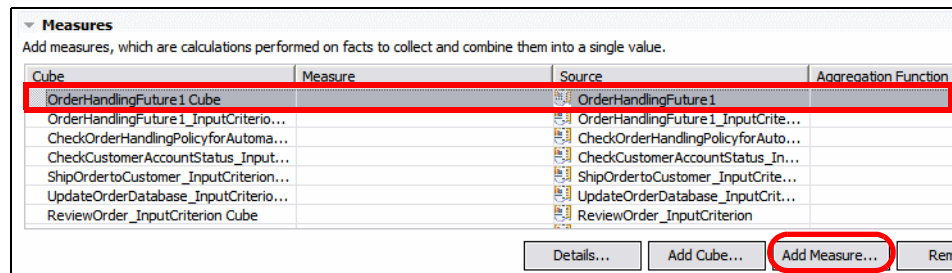 Measures
Add measures, which are calculations performed on facts to collect and combine them into a single value.
Cube Measure Source Aggregation Function
OrderHandlingFuture1 Cube OrderHandlingFuture1
OrderHandlingFuture1_InputCriterio... OrderHandlingFuture1_InputCrite...
CheckOrderHandlingPolicyforAutoma... CheckOrderHandlingPolicyforAuto...
CheckCustomerAccountStatus_Input... CheckCustomerAccountStatus_In...
ShipOrdertoCustomer_InputCriterion... ShipOrdertoCustomer_InputCrite...
UpdateOrderDatabase_InputCriterio... UpdateOrderDatabase_InputCrit...
ReviewOrder_InputCriterion Cube ReviewOrder_InputCriterion
Details... Add Cube... Add Measure... Rem